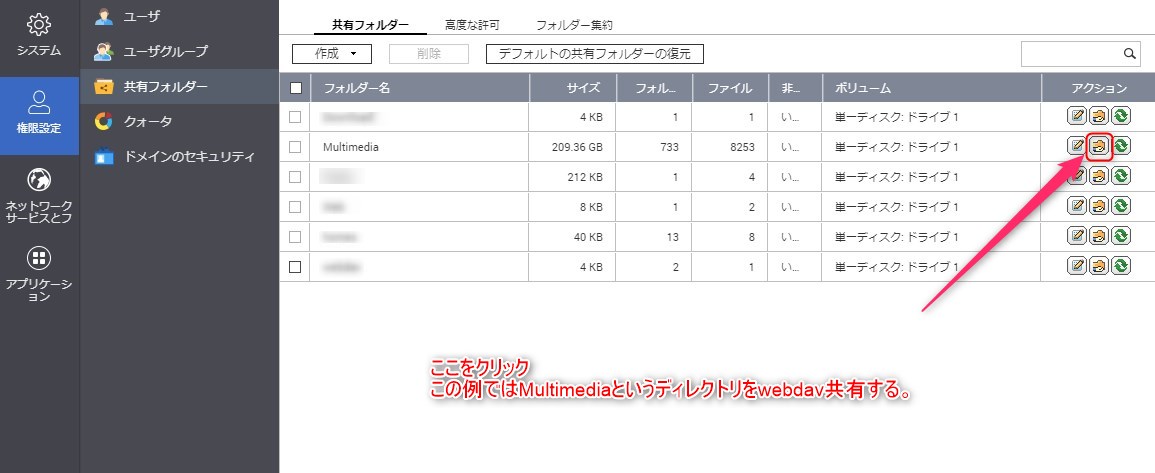 システム
権限設定
ネットワーク
サービスとフ
アプリケーシ
ョン
ユーザ
ユーザグループ
共有フォルダー
クォータ
ドメインのセキュリティ
共有フォルダー 高度な許可 フォルダー集約
作成 削除 デフォルトの共有フォルダーの復元
フォルダー名 サイズ フォル... ファイル 非... ボリューム アクション
4 KB 1 1 い... 単一ディスク: ドライブ 1
Multimedia 209.36 GB 733 8253 い... 単一ディスク: ドライブ 1
212 KB 1 4 い... 単一ディスク: ドライブ 1
8 KB 1 2 い... 単一ディスク: ドライブ 1
40 KB 13 8 い... 単一ディスク: ドライブ 1
4 KB 2 1 い... 単一ディスク: ドライブ 1
ここをクリック
この例てはMultimediaというディレクトリをwebdav共有する。